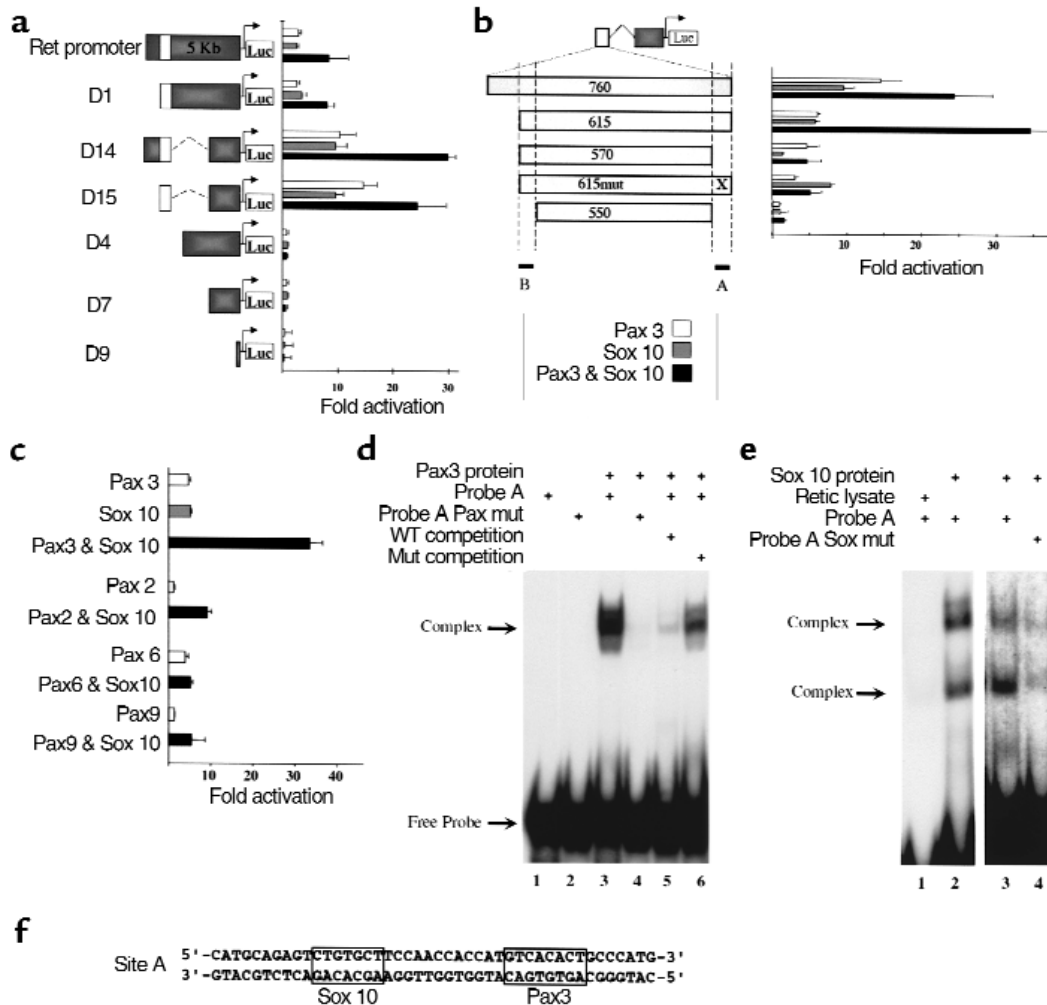 a
Ret promoter
5 Kb
Luc
D1
Luc
D14
Luc
D15
Luc
D4
Luc
D7
Luc
D9
Luc
10 20 30
Fold activation
b
Luc
760
615
570
615mut X
550
B A
10 20 30
Fold activation
Pax 3
Sox 10
Pax3 & Sox 10
c
Pax 3
Sox 10
Pax3 & Sox 10
Pax 2
Pax2 & Sox 10
Pax 6
Pax6 & Sox10
Pax9
Pax9 & Sox 10
10 20 30 40
Fold activation
d
Pax3 protein + + + +
Probe A + + + +
Probe A Pax mut + +
WT competition +
Mut competition +
Complex
Free Probe
1 2 3 4 5 6
e
Sox 10 protein + + +
Retic lysate +
Probe A + + +
Probe A Sox mut +
Complex
Complex
1 2 3 4
f
Site A
5'-CATGCAGAGTCTGTGCTTCCAACCACCATGTCACACTGCCCATG-3'
3'-GTACGTCTCAGACACGAAGGTTGGTGGTACAGTGTGACGGGTAC-5'
Sox 10 Pax3